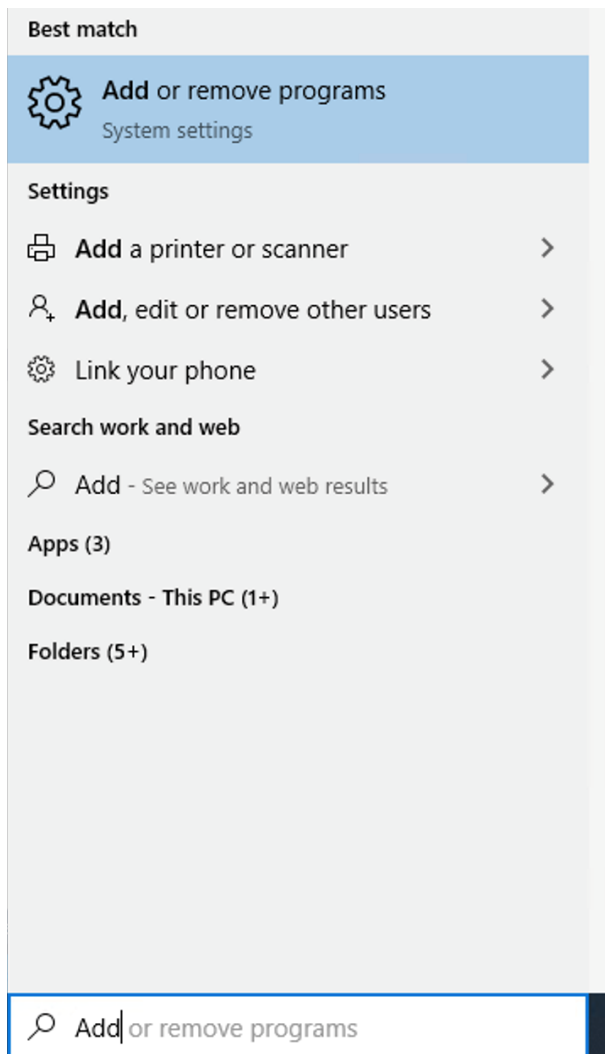 Best match
Add or remove programs
System settings
Settings
Add a printer or scanner
Add, edit or remove other users
Link your phone
Search work and web
Add - See work and web results
Apps (3)
Documents - This PC (1+)
Folders (5+)
Add or remove programs